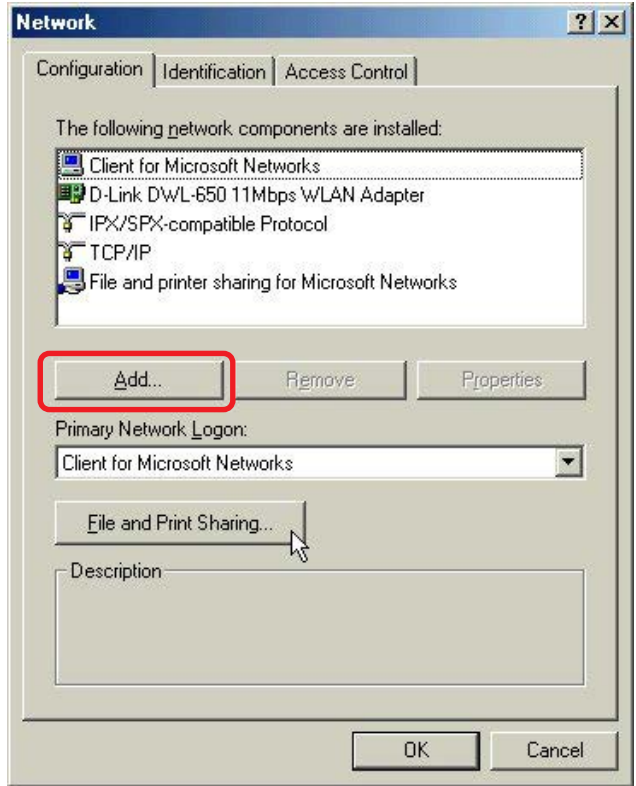 Network
Configuration Identification Access Control
The following network components are installed:
Client for Microsoft Networks
D-Link DWL-650 11Mbps WLAN Adapter
IPX/SPX-compatible Protocol
TCP/IP
File and printer sharing for Microsoft Networks
Add... Remove Properties
Primary Network Logon:
Client for Microsoft Networks
File and Print Sharing...
Description
OK Cancel